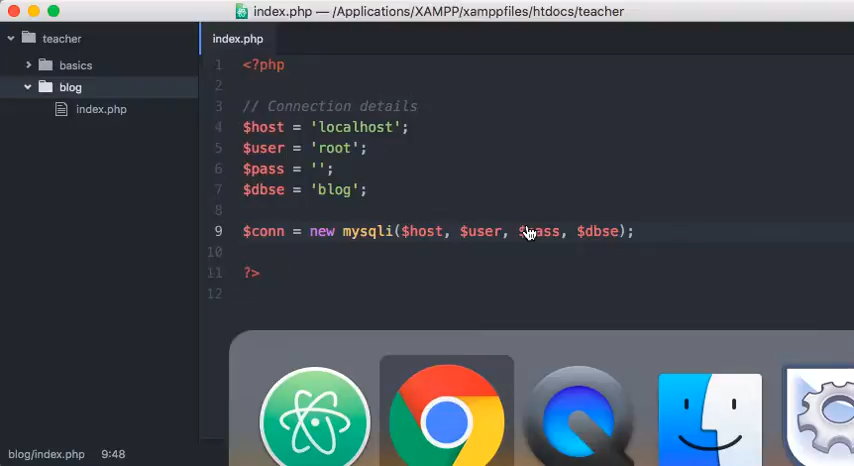 index.php — /Applications/XAMPP/xamppfiles/htdocs/teacher
teacher
basics
blog
index.php
index.php
1 <?php
2
3 // Connection details
4 $host = 'localhost';
5 $user = 'root';
6 $pass = '';
7 $dbse = 'blog';
8
9 $conn = new mysqli($host, $user, $pass, $dbse);
10
11 ?>
12
blog/index.php 9:48